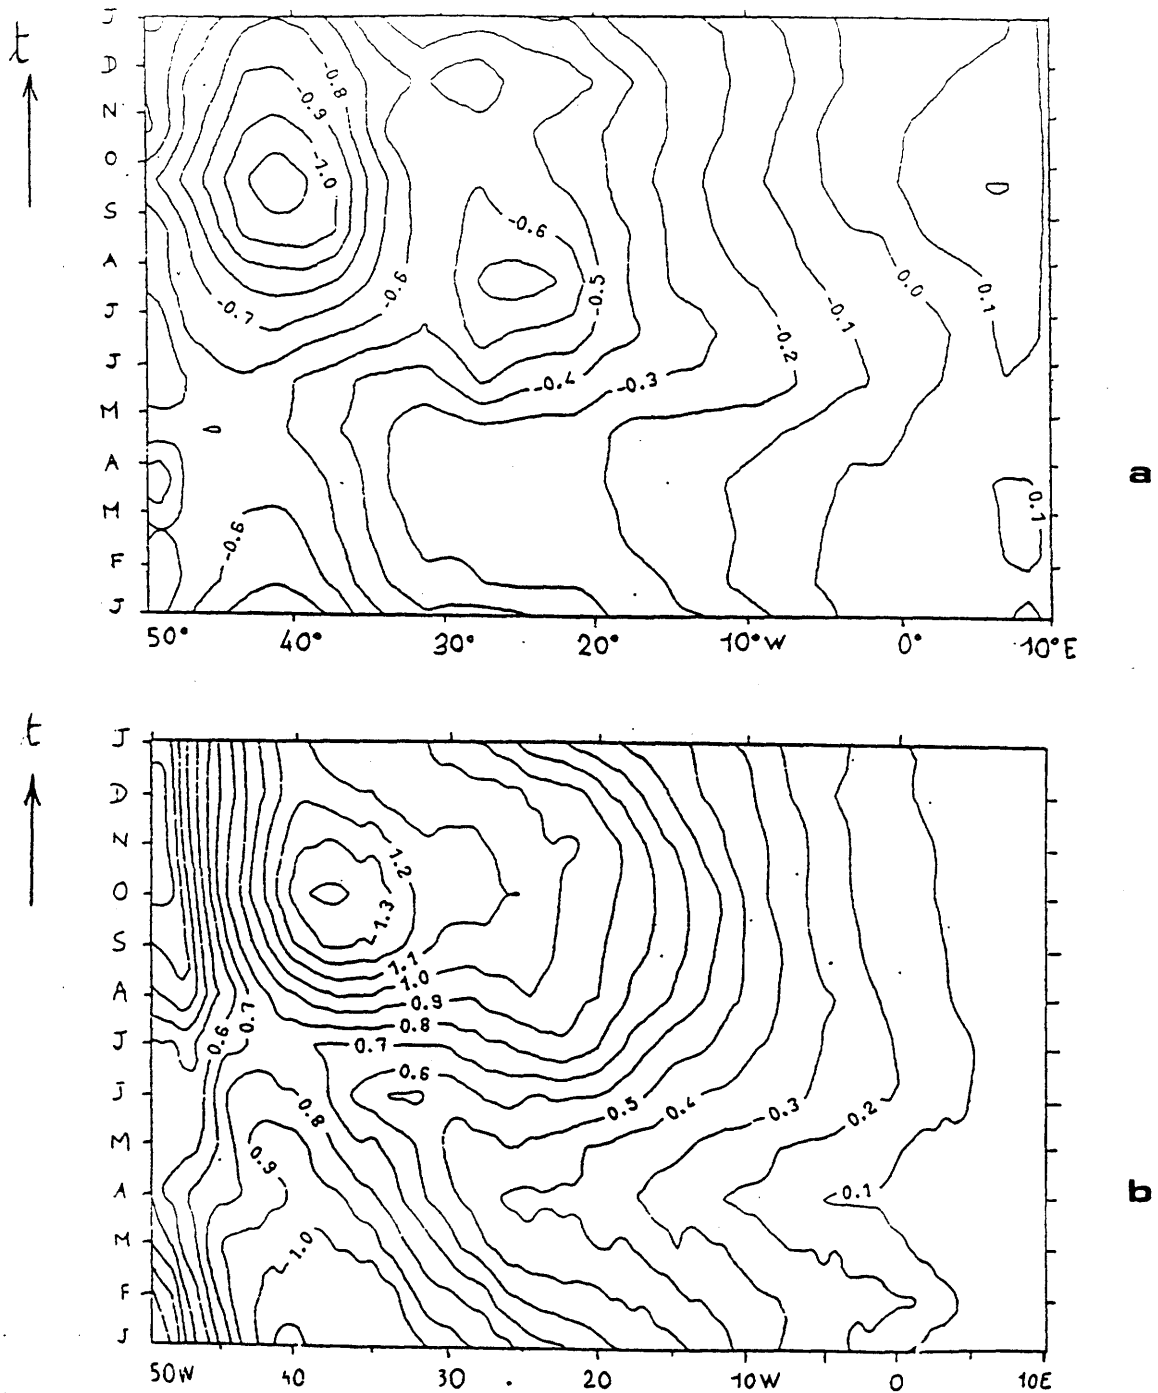 t
J
D
N
O
S
A
J
J
M
A
M
F
J
-0.8
-0.9
-1.0
-0.6
-0.7
-0.6
-0.5
-0.4
-0.3
-0.2
-0.1
0.0
0.1
-0.6
0.1
50° 40° 30° 20° 10°W 0° 10°E
a
t
J
D
N
O
S
A
J
J
M
A
M
F
J
1.2
1.3
1.1
1.0
0.9
0.8
0.7
0.6
0.7
0.6
0.5
0.4
0.3
0.2
0.8
0.9
0.1
1.0
50W 40 30 20 10W 0 10E
b